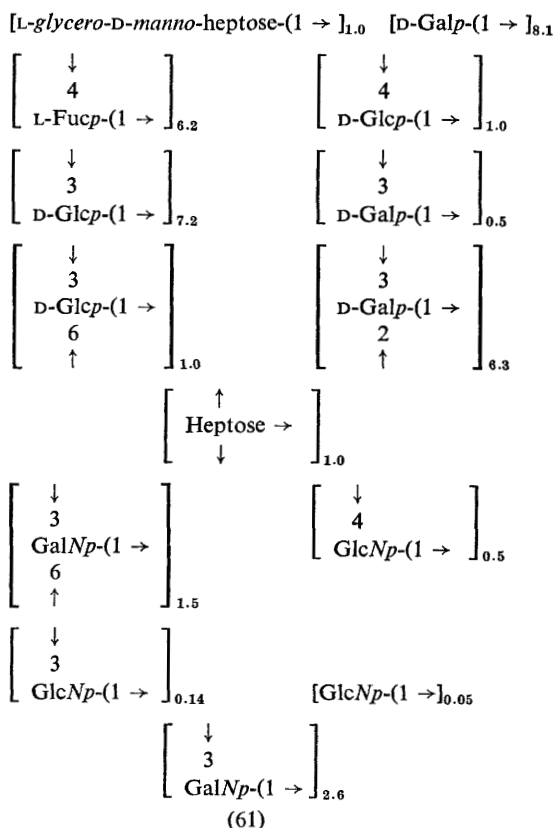 [L-glycero-D-manno-heptose-(1 → ]1.0 [D-Galp-(1 → ]8.1
↓ ↓
4 4
L-Fucp-(1 → 6.2 D-Glcp-(1 → 1.0
↓ ↓
3 3
D-Glcp-(1 → 7.2 D-Galp-(1 → 0.5
↓ ↓
3 3
D-Glcp-(1 → D-Galp-(1 →
6 2
↑ 1.0 ↑ 6.3
↑
Heptose →
↓ 1.0
↓ ↓
3 4
GalNp-(1 → GlcNp-(1 → 0.5
6
↑ 1.5
↓
3
GlcNp-(1 → 0.14 [GlcNp-(1 →]0.05
↓
3
GalNp-(1 → 2.6
(61)